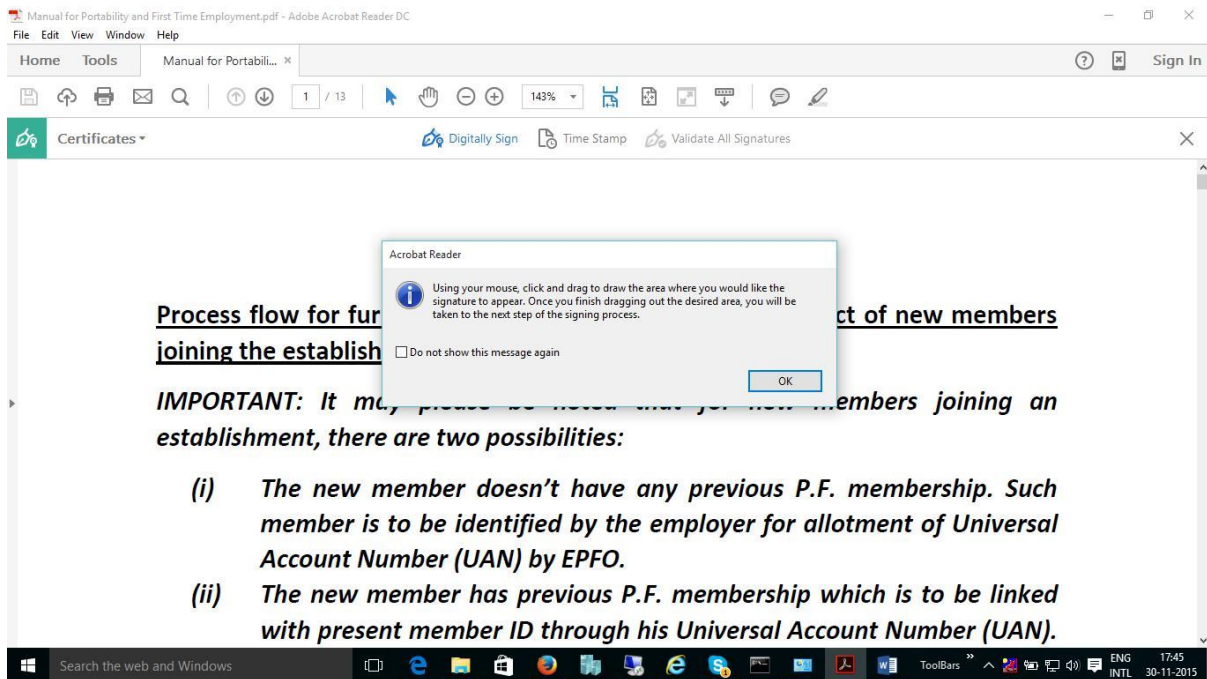 Manual for Portability and First Time Employment.pdf - Adobe Acrobat Reader DC
File Edit View Window Help
Home Tools Manual for Portabili... × ? Sign In
1 / 13 143%
Certificates Digitally Sign Time Stamp Validate All Signatures
Acrobat Reader
Using your mouse, click and drag to draw the area where you would like the
signature to appear. Once you finish dragging out the desired area, you will be
taken to the next step of the signing process.
Do not show this message again
OK
Process flow for fur ct of new members
joining the establish
IMPORTANT: It may please be noted that for new members joining an
establishment, there are two possibilities:
(i) The new member doesn't have any previous P.F. membership. Such
member is to be identified by the employer for allotment of Universal
Account Number (UAN) by EPFO.
(ii) The new member has previous P.F. membership which is to be linked
with present member ID through his Universal Account Number (UAN).
Search the web and Windows ToolBars » ENG 17:45
INTL 30-11-2015